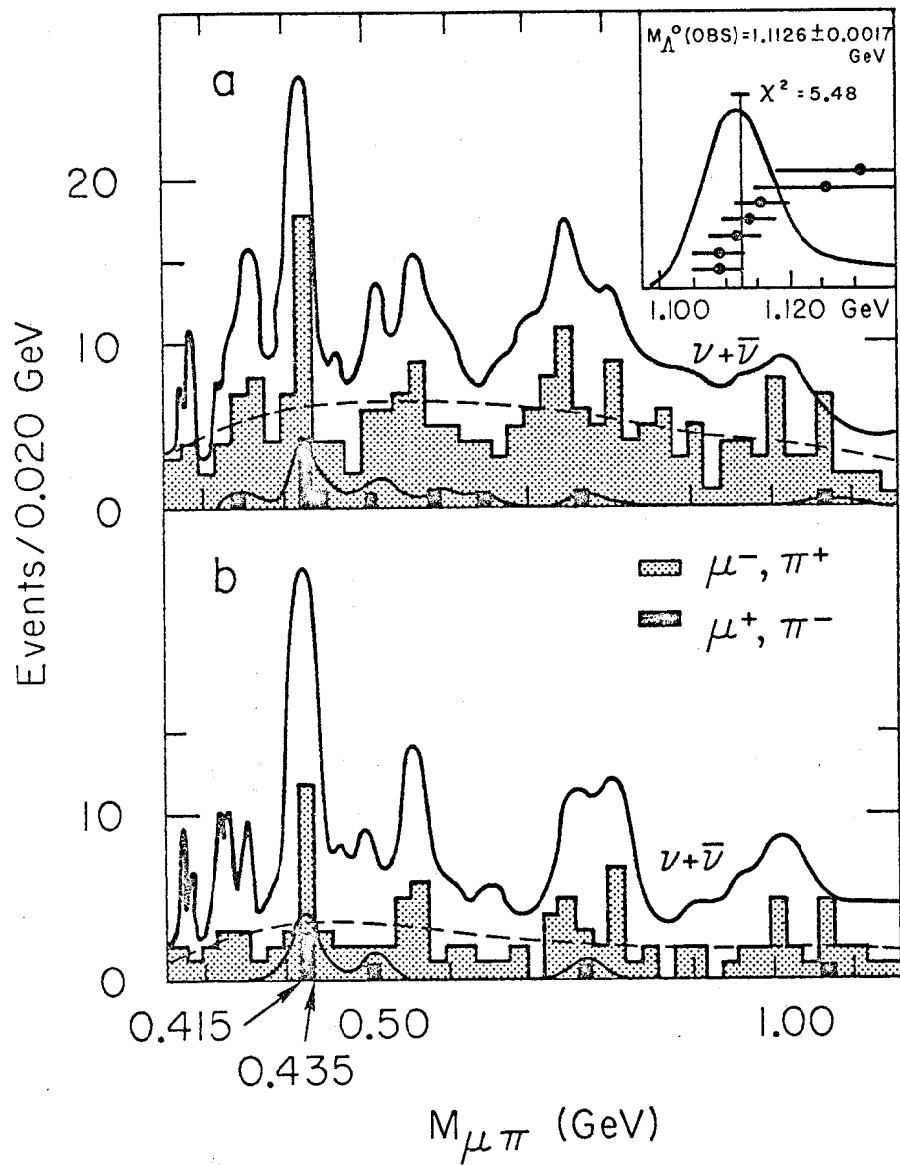 a
M_Λ⁰(OBS)=1.1126±0.0017
GeV
χ² = 5.48
1.100 1.120 GeV
20
10
0
ν+ν̄
Events/0.020 GeV
b
μ⁻, π⁺
μ⁺, π⁻
10
0
ν+ν̄
0.415 0.50 1.00
0.435
M_μπ (GeV)